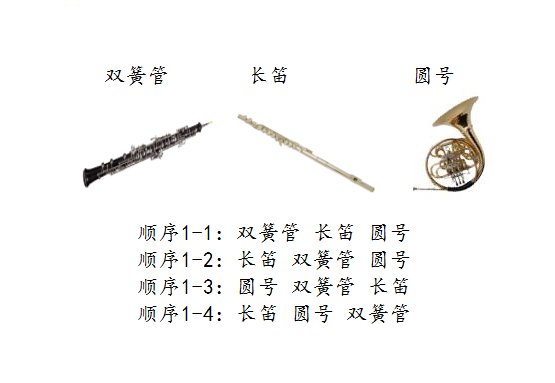 双簧管 长笛 圆号
顺序1-1：双簧管 长笛 圆号
顺序1-2：长笛 双簧管 圆号
顺序1-3：圆号 双簧管 长笛
顺序1-4：长笛 圆号 双簧管